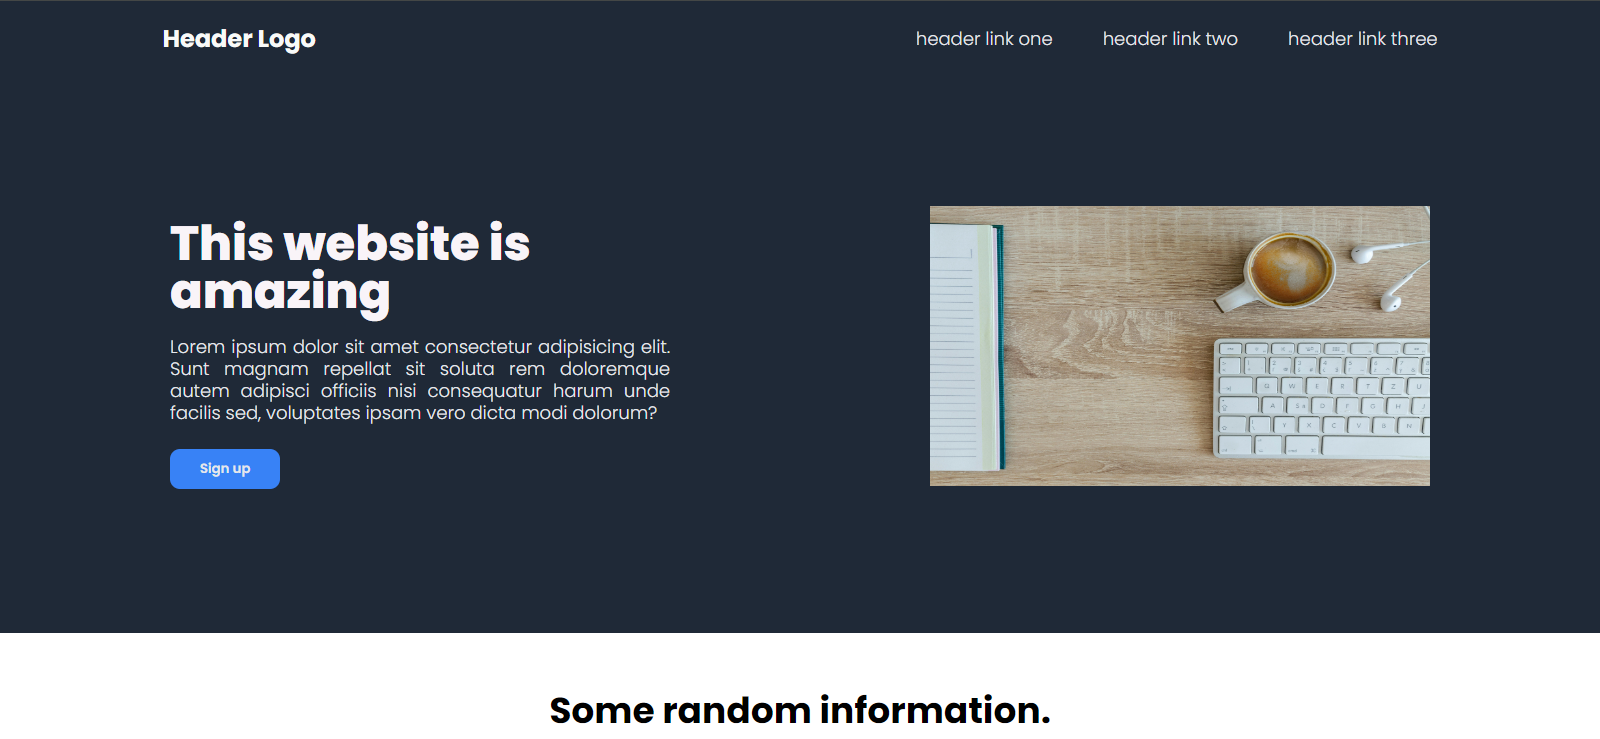 Header Logo
header link one
header link two
header link three
This website is
amazing
Lorem ipsum dolor sit amet consectetur adipisicing elit.
Sunt magnam repellat sit soluta rem doloremque
autem adipisci officiis nisi consequatur harum unde
facilis sed, voluptates ipsam vero dicta modi dolorum?
Sign up
Q W E R T Z U
A S D F G H J
Y X C V B N
Some random information.